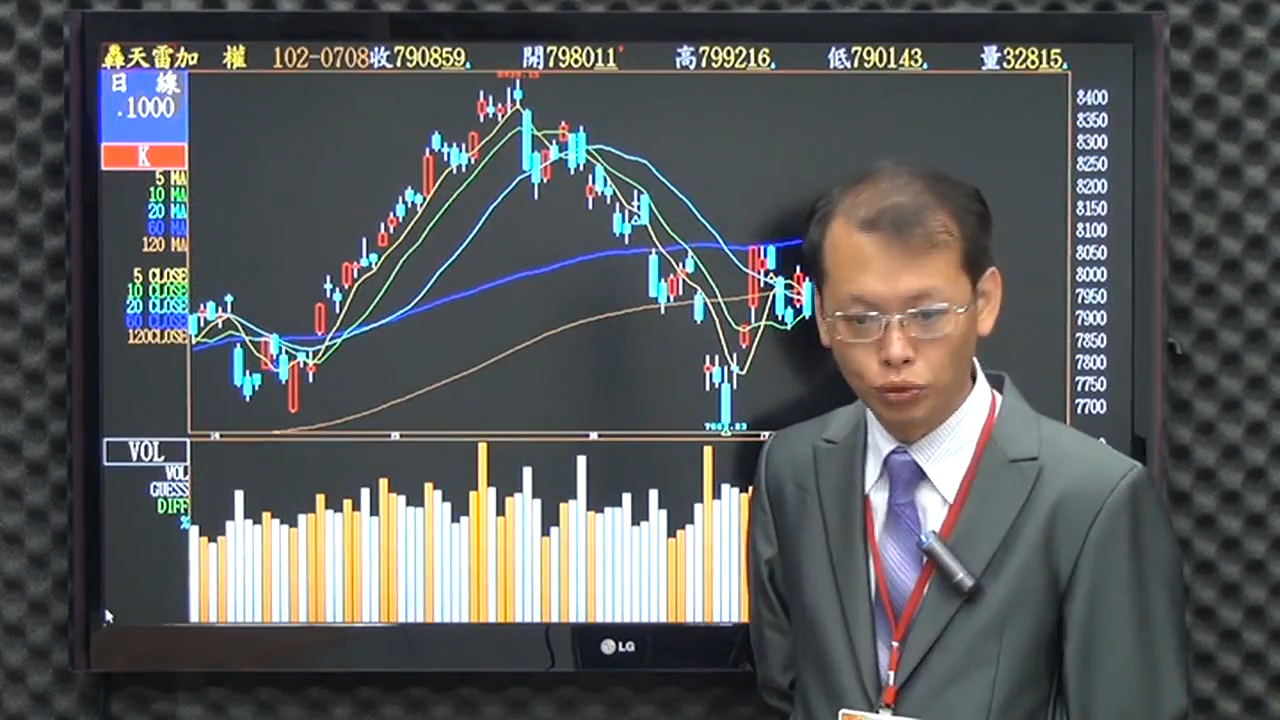 轟天雷加 權 102-0708收790859. 開798011 高799216. 低790143. 量32815.
日 線
.1000
K
5 MA
10 MA
20 MA
60 MA
120 MA
5 CLOSE
10 CLOSE
20 CLOSE
60 CLOSE
120CLOSE
8400
8350
8300
8250
8200
8150
8100
8050
8000
7950
7900
7850
7800
7750
7700
VOL
VOL
GUESS
DIFF
%
LG